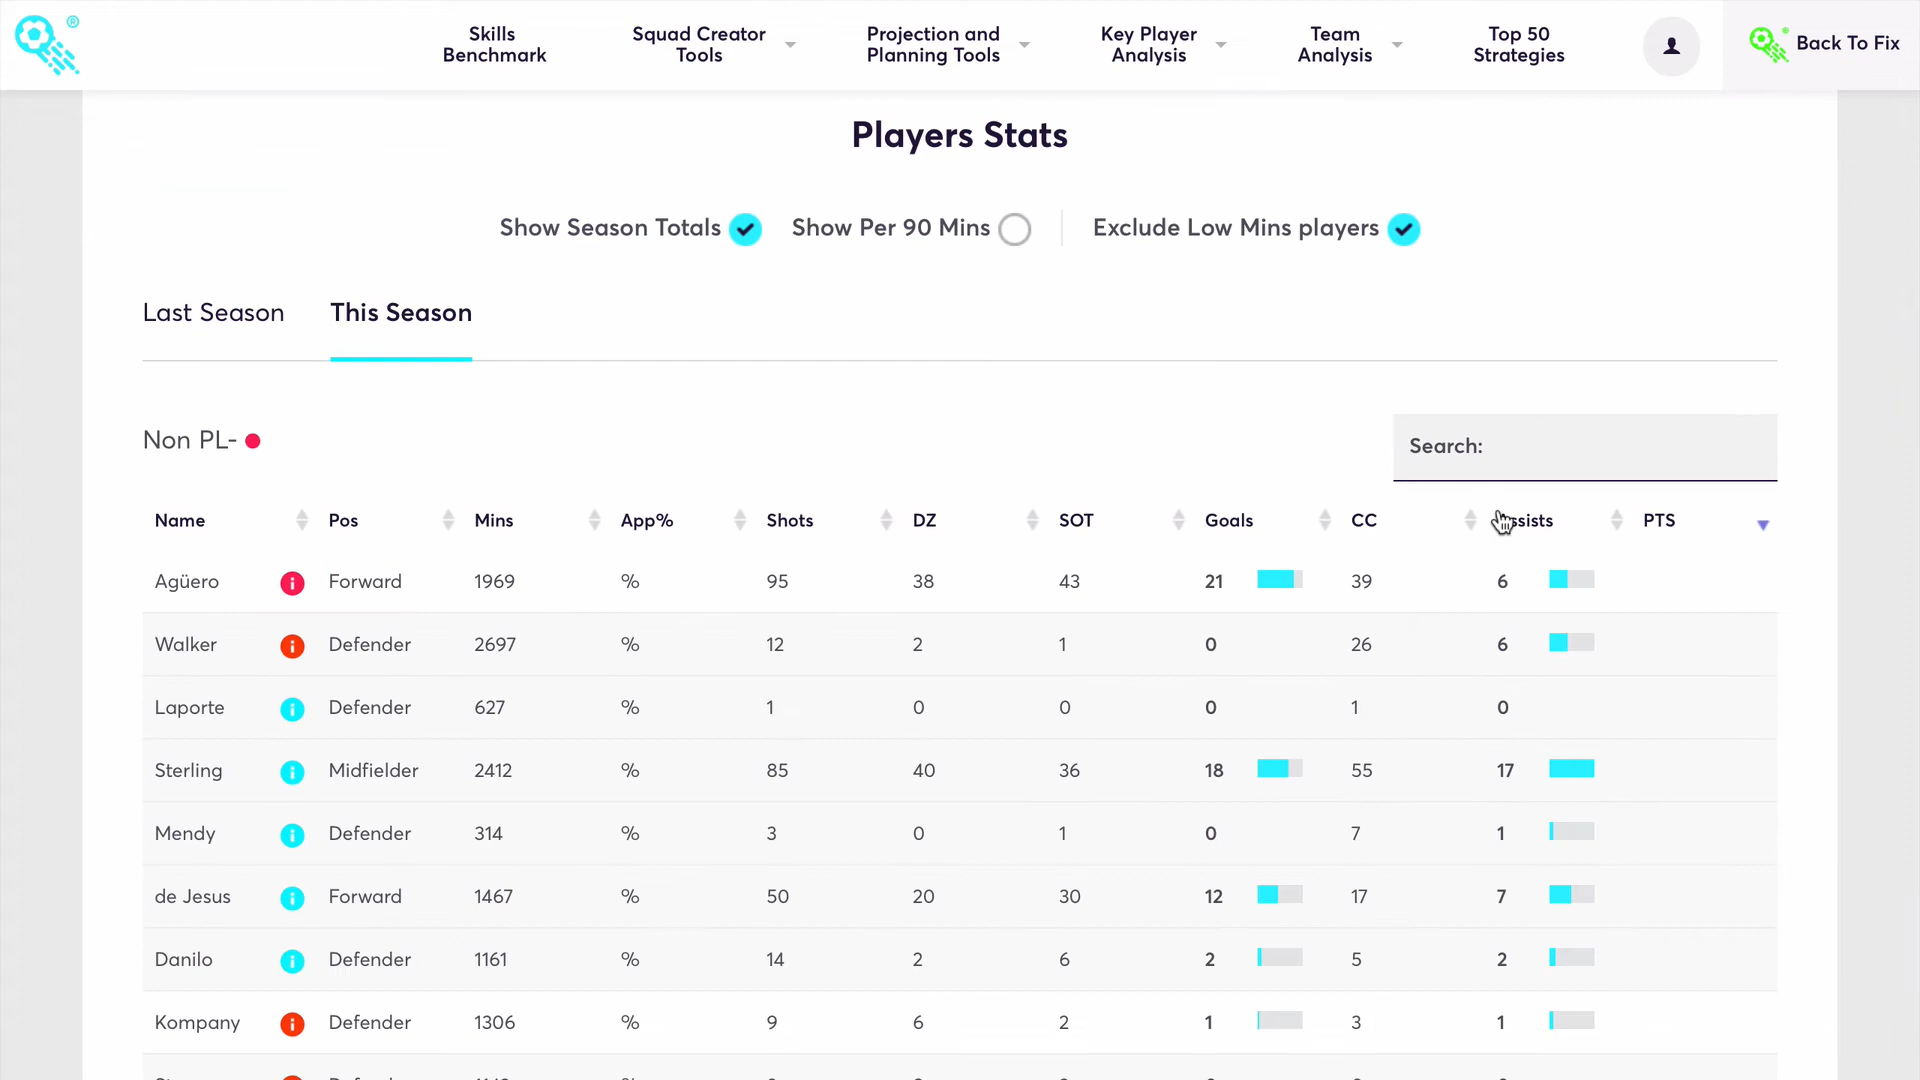 Skills Benchmark
Squad Creator Tools
Projection and Planning Tools
Key Player Analysis
Team Analysis
Top 50 Strategies
Back To Fix
Players Stats
Show Season Totals Show Per 90 Mins Exclude Low Mins players
Last Season This Season
Non PL-
Search:
Name Pos Mins App% Shots DZ SOT Goals CC PTS
Agüero Forward 1969 % 95 38 43 21 39 6
Walker Defender 2697 % 12 2 1 0 26 6
Laporte Defender 627 % 1 0 0 0 1 0
Sterling Midfielder 2412 % 85 40 36 18 55 17
Mendy Defender 314 % 3 0 1 0 7 1
de Jesus Forward 1467 % 50 20 30 12 17 7
Danilo Defender 1161 % 14 2 6 2 5 2
Kompany Defender 1306 % 9 6 2 1 3 1